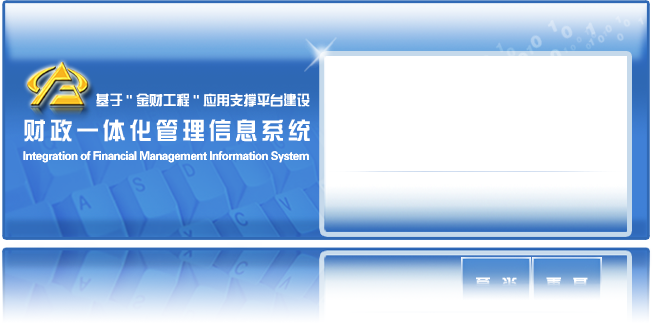 基于"金财工程"应用支撑平台建设
财政一体化管理信息系统
Integration of Financial Management Information System